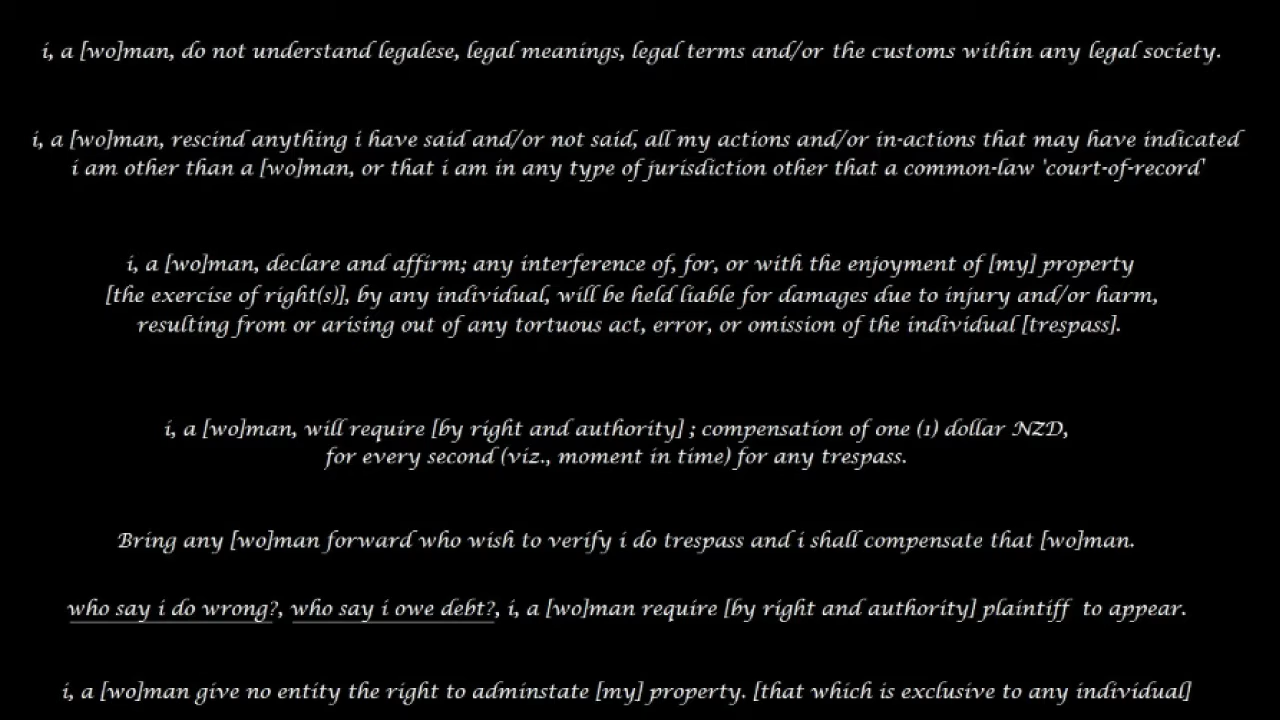 i, a [wo]man, do not understand legalese, legal meanings, legal terms and/or the customs within any legal society.
i, a [wo]man, rescind anything i have said and/or not said, all my actions and/or in-actions that may have indicated
i am other than a [wo]man, or that i am in any type of jurisdiction other that a common-law 'court-of-record'
i, a [wo]man, declare and affirm; any interference of, for, or with the enjoyment of [my] property
[the exercise of right(s)], by any individual, will be held liable for damages due to injury and/or harm,
resulting from or arising out of any tortuous act, error, or omission of the individual [trespass].
i, a [wo]man, will require [by right and authority] ; compensation of one (1) dollar NZD,
for every second (viz., moment in time) for any trespass.
Bring any [wo]man forward who wish to verify i do trespass and i shall compensate that [wo]man.
who say i do wrong?, who say i owe debt?, i, a [wo]man require [by right and authority] plaintiff to appear.
i, a [wo]man give no entity the right to adminstate [my] property. [that which is exclusive to any individual]